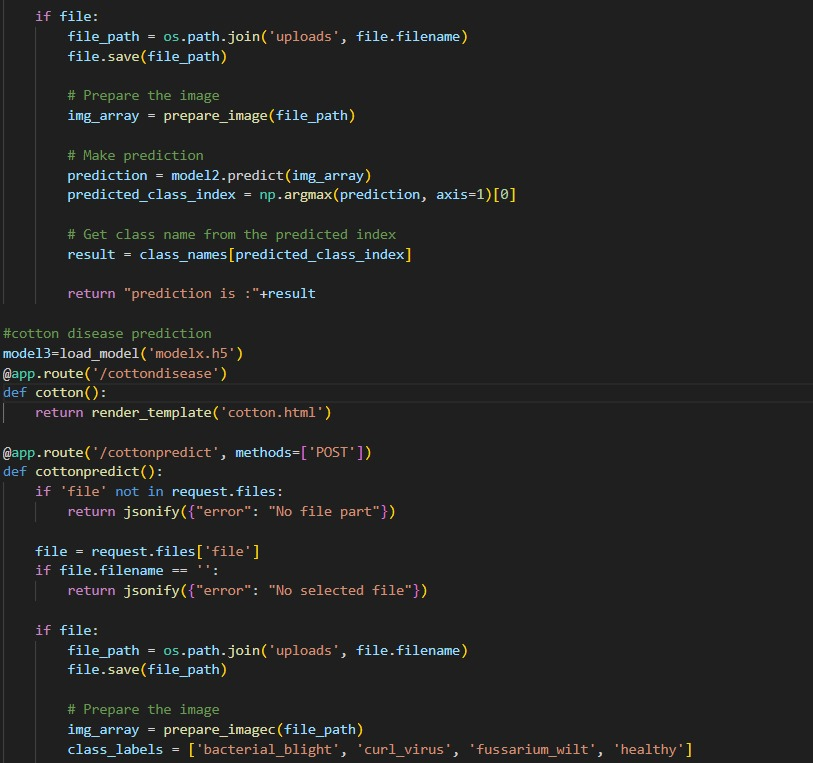 if file:
file_path = os.path.join('uploads', file.filename)
file.save(file_path)
# Prepare the image
img_array = prepare_image(file_path)
# Make prediction
prediction = model2.predict(img_array)
predicted_class_index = np.argmax(prediction, axis=1)[0]
# Get class name from the predicted index
result = class_names[predicted_class_index]
return "prediction is :"+result
#cotton disease prediction
model3=load_model('modelx.h5')
@app.route('/cottondisease')
def cotton():
return render_template('cotton.html')
@app.route('/cottonpredict', methods=['POST'])
def cottonpredict():
if 'file' not in request.files:
return jsonify({"error": "No file part"})
file = request.files['file']
if file.filename == '':
return jsonify({"error": "No selected file"})
if file:
file_path = os.path.join('uploads', file.filename)
file.save(file_path)
# Prepare the image
img_array = prepare_imagec(file_path)
class_labels = ['bacterial_blight', 'curl_virus', 'fussarium_wilt', 'healthy']